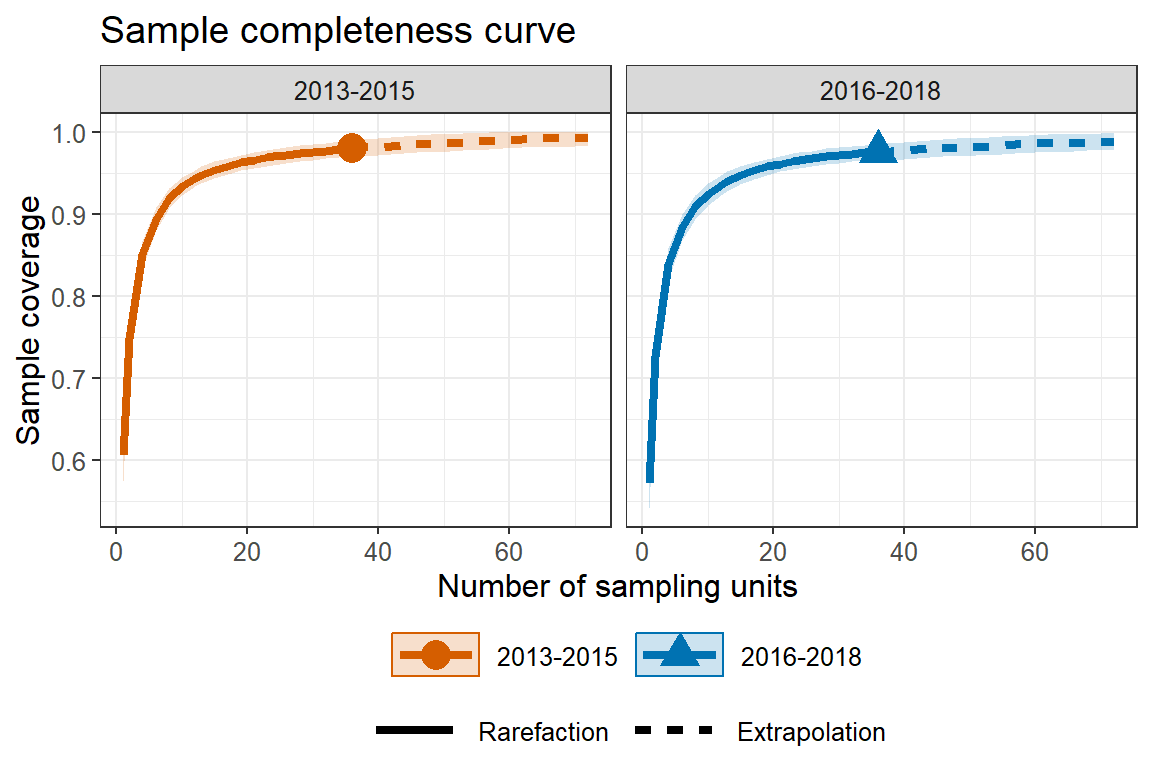 Sample completeness curve
2013-2015 2016-2018
Sample coverage
1.0
0.9
0.8
0.7
0.6
0 20 40 60 0 20 40 60
Number of sampling units
2013-2015 2016-2018
Rarefaction Extrapolation